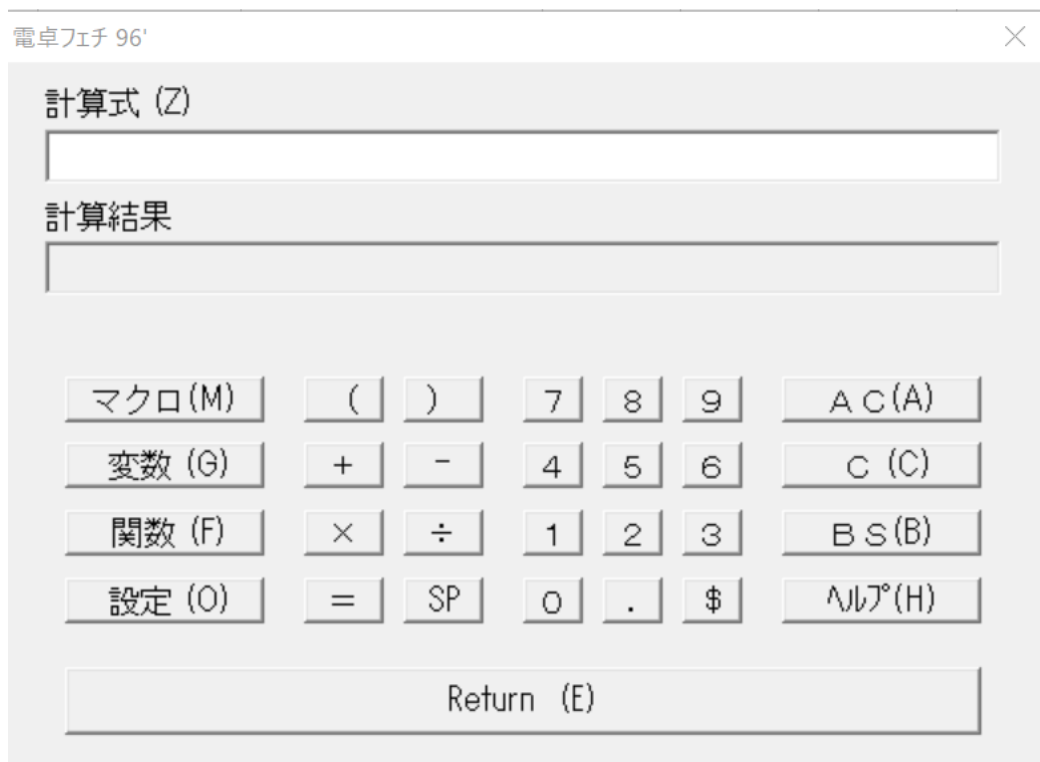 電卓フェチ 96'
計算式 (Z)
計算結果
マクロ(M) ( ) 7 8 9 AC(A)
変数 (G) + - 4 5 6 C (C)
関数 (F) × ÷ 1 2 3 BS(B)
設定 (O) = SP 0 . $ ﾍﾙﾌﾟ(H)
Return (E)